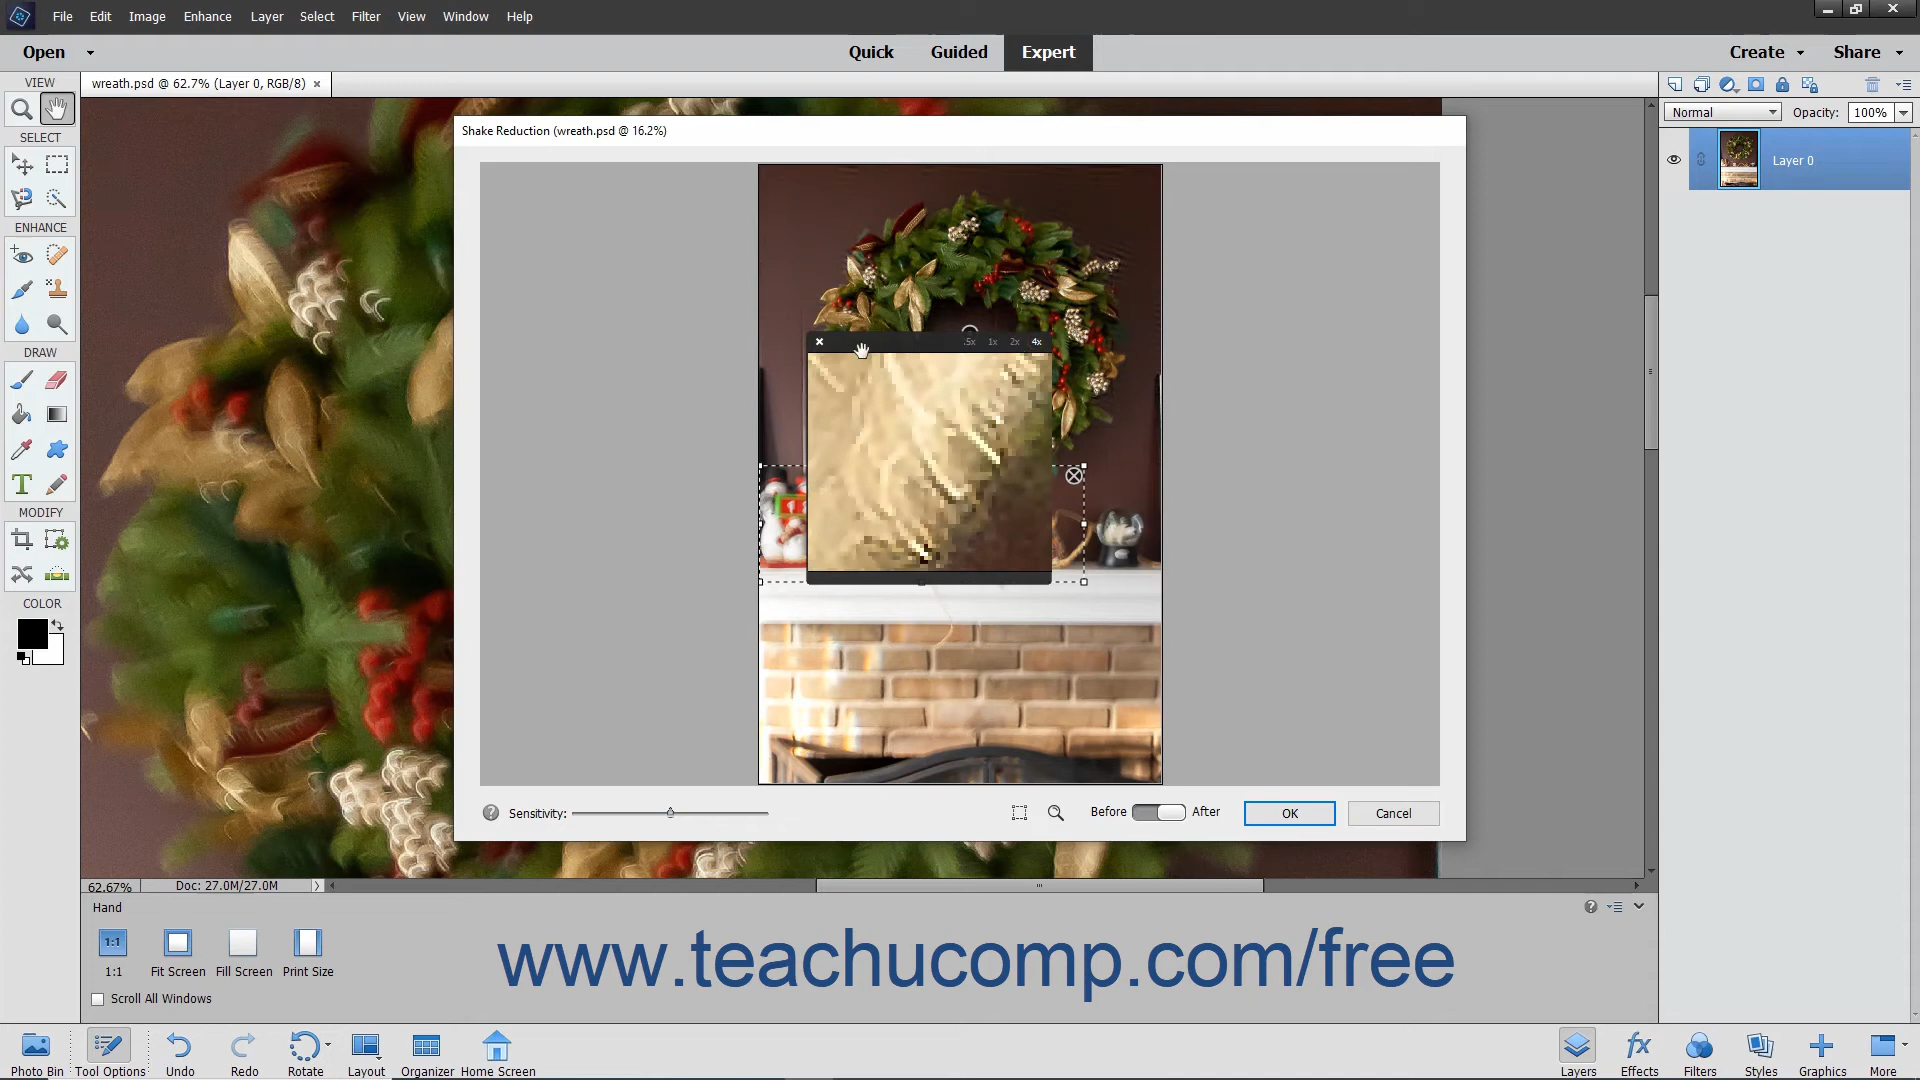 File Edit Image Enhance Layer Select Filter View Window Help
Open Quick Guided Expert Create Share
VIEW
wreath.psd @ 62.7% (Layer 0, RGB/8) ×
SELECT
ENHANCE
DRAW
T
MODIFY
COLOR
Normal Opacity: 100%
Layer 0
Shake Reduction (wreath.psd @ 16.2%)
.5x 1x 2x 4x
Sensitivity:
Before After
OK Cancel
62.67% Doc: 27.0M/27.0M
Hand
1:1
1:1 Fit Screen Fill Screen Print Size
Scroll All Windows
www.teachucomp.com/free
fx
Photo Bin Tool Options Undo Redo Rotate Layout Organizer Home Screen Layers Effects Filters Styles Graphics More